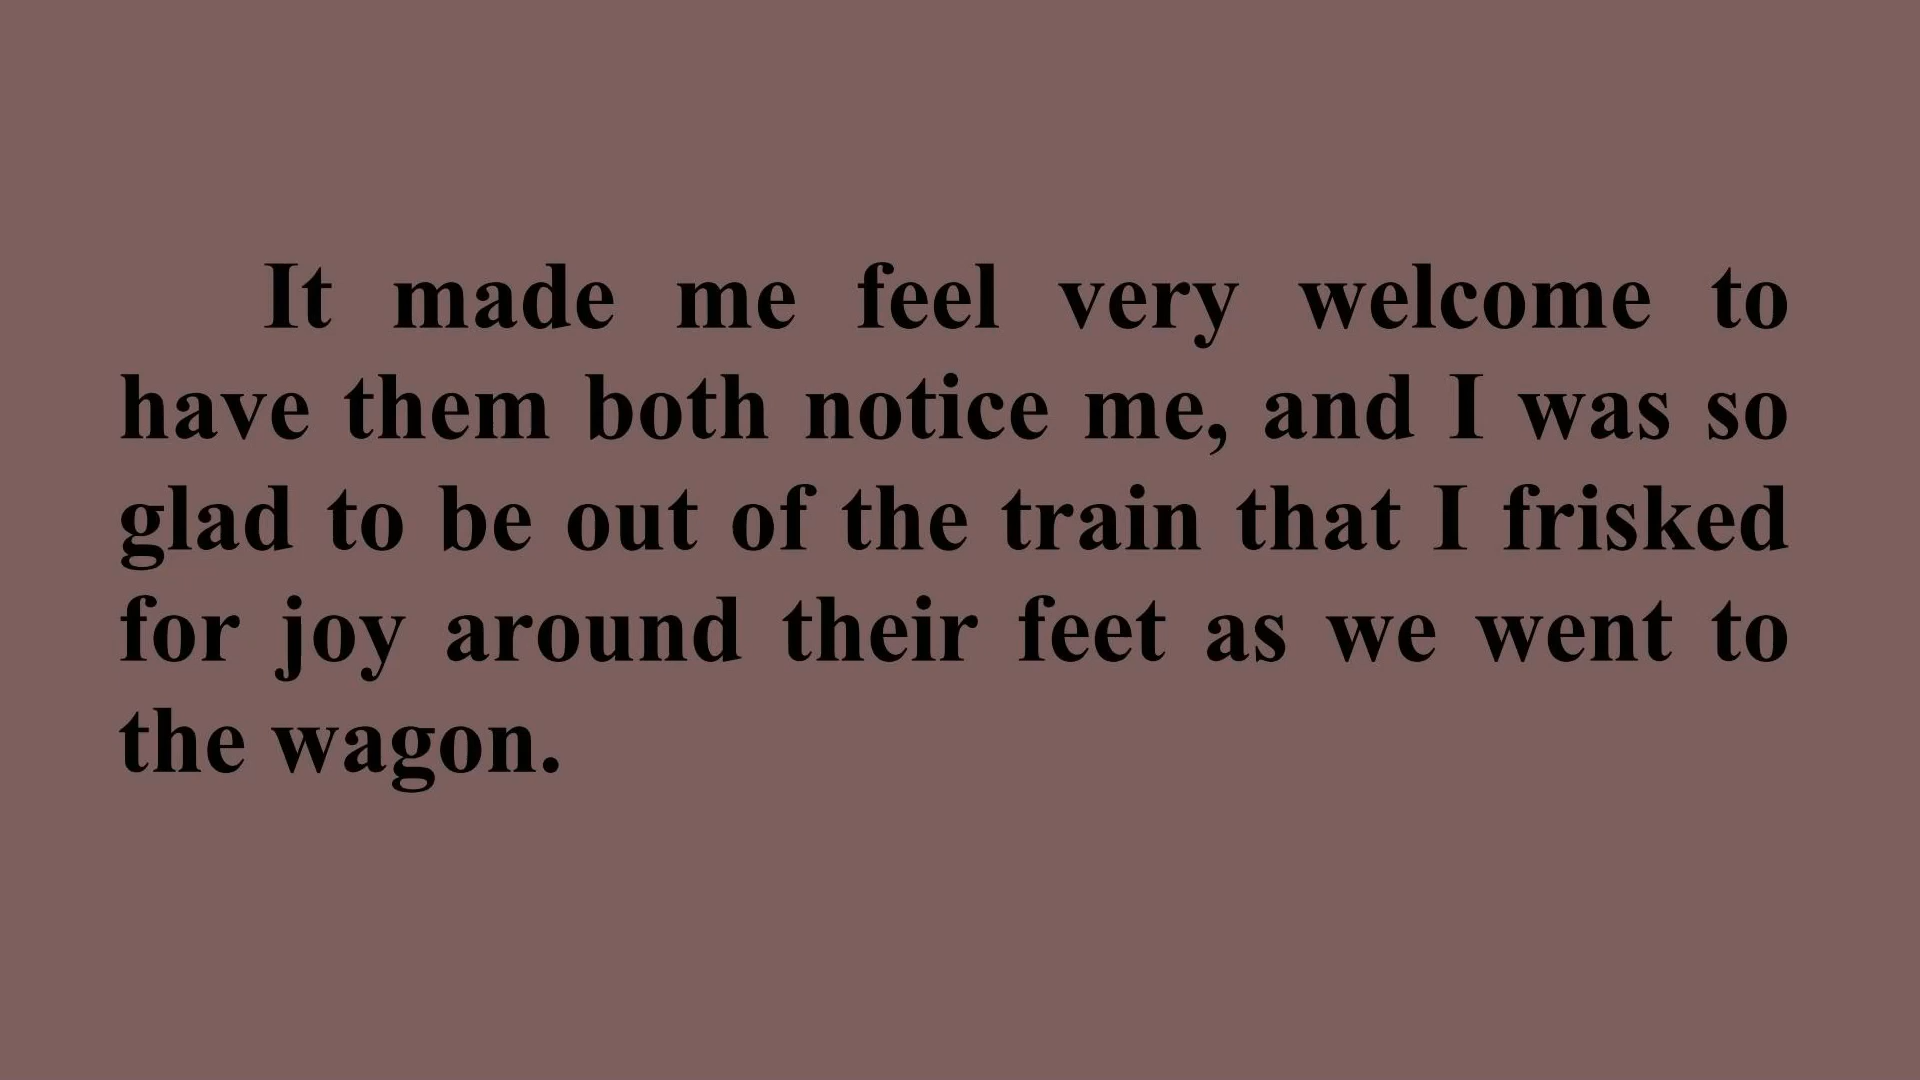 It made me feel very welcome to
have them both notice me, and I was so
glad to be out of the train that I frisked
for joy around their feet as we went to
the wagon.